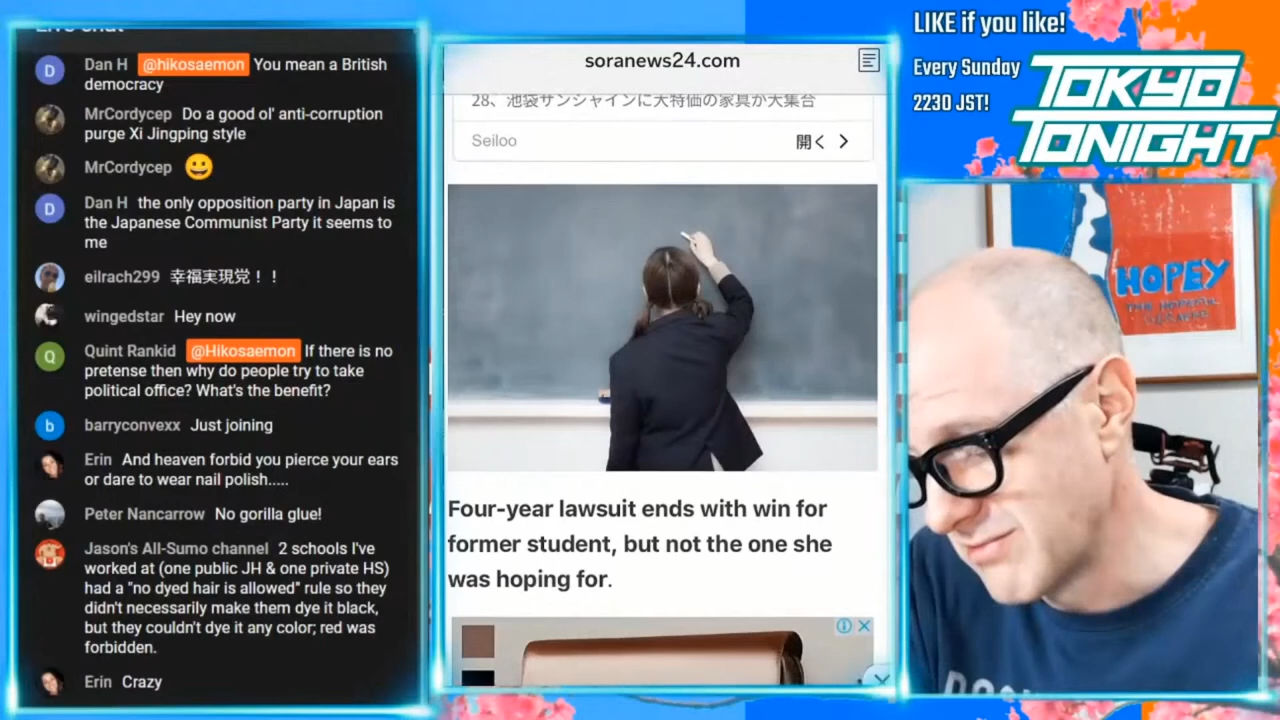 Live chat
Dan H @hikosaemon You mean a British
democracy
MrCordycep Do a good ol' anti-corruption
purge Xi Jingping style
MrCordycep 😀
Dan H the only opposition party in Japan is
the Japanese Communist Party it seems to
me
eilrach299 幸福実現党！！
wingedstar Hey now
Quint Rankid @Hikosaemon If there is no
pretense then why do people try to take
political office? What's the benefit?
barryconvexx Just joining
Erin And heaven forbid you pierce your ears
or dare to wear nail polish.....
Peter Nancarrow No gorilla glue!
Jason's All-Sumo channel 2 schools I've
worked at (one public JH & one private HS)
had a "no dyed hair is allowed" rule so they
didn't necessarily make them dye it black,
but they couldn't dye it any color; red was
forbidden.
Erin Crazy
D
D
Q
b
soranews24.com
28、池袋サンシャインに大特価の家具が大集合
Seiloo
開く
Four-year lawsuit ends with win for
former student, but not the one she
was hoping for.
LIKE if you like!
Every Sunday
2230 JST!
TOKYO
TONIGHT
HOPEY